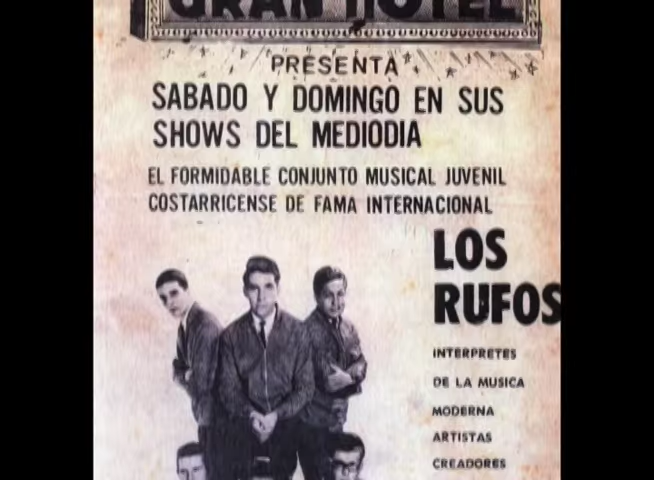 GRAN HOTEL
PRESENTA
SABADO Y DOMINGO EN SUS
SHOWS DEL MEDIODIA
EL FORMIDABLE CONJUNTO MUSICAL JUVENIL
COSTARRICENSE DE FAMA INTERNACIONAL
LOS
RUFOS
INTERPRETES
DE LA MUSICA
MODERNA
ARTISTAS
CREADORES